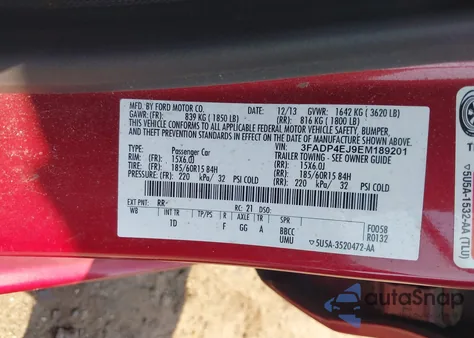 MFD. BY FORD MOTOR CO. 12/13 GVWR: 1642 KG ( 3620 LB)
GAWR: (FR): 839 KG ( 1850 LB) (RR): 816 KG ( 1800 LB)
THIS VEHICLE CONFORMS TO ALL APPLICABLE FEDERAL MOTOR VEHICLE SAFETY, BUMPER,
AND THEFT PREVENTION STANDARDS IN EFFECT ON THE DATE OF MANUFACTURE SHOWN ABOVE.
VIN: 3FADP4EJ9EM189201
TYPE: Passenger Car TRAILER TOWING - SEE OWNER GUIDE
RIM: (FR): 15X6.0J (RR): 15X6.0J
TIRE: (FR): 185/60R15 84H (RR): 185/60R15 84H
PRESSURE: (FR): 220 kPa/ 32 PSI COLD (RR): 220 kPa/ 32 PSI COLD
EXT PNT: RR- RC: 21 DSO: F0058
WB INT TR TP/PS R AXLE TR SPR R0132
1D F GG A BBCC
UMU 5U5A-3520472-AA
5U5A-1532-AA (TLU)
autoSnap